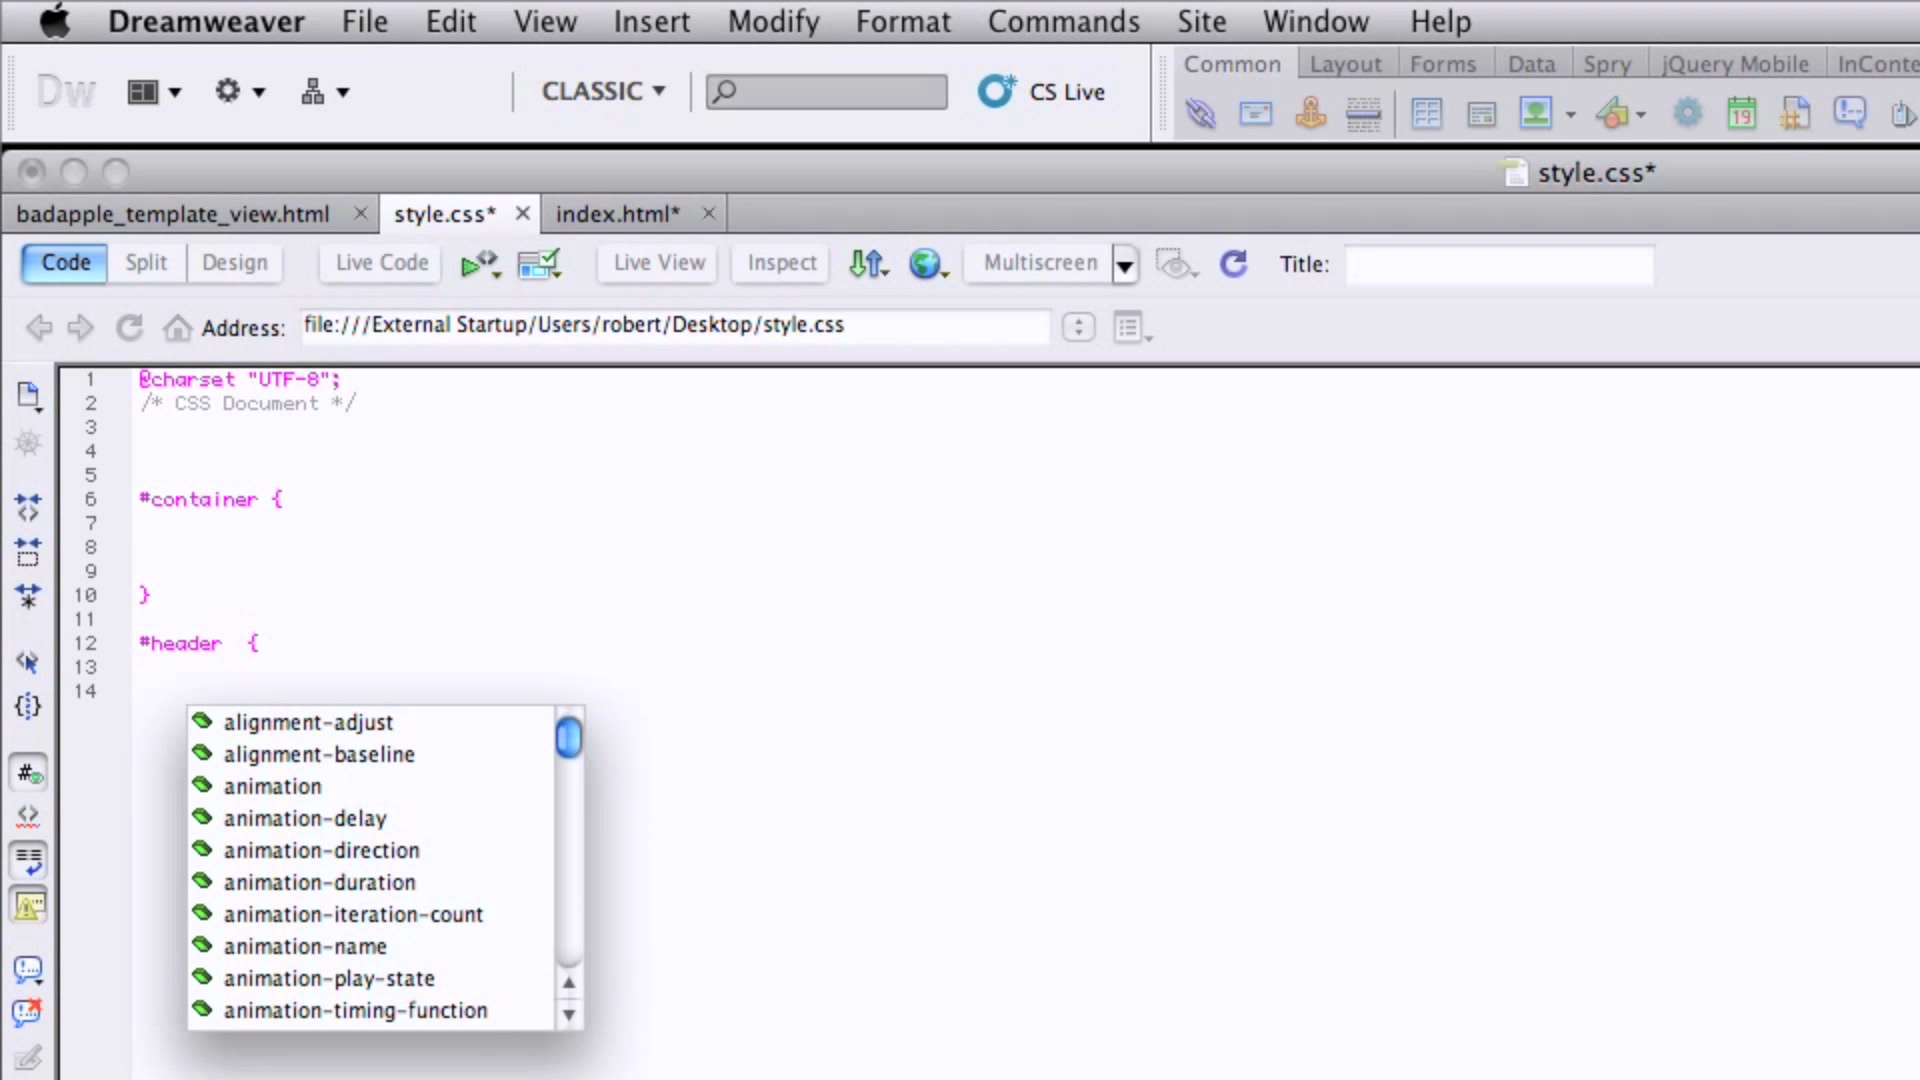 Dreamweaver File Edit View Insert Modify Format Commands Site Window Help
Dw CLASSIC CS Live
Common Layout Forms Data Spry jQuery Mobile InConte
19
style.css*
badapple_template_view.html style.css* index.html*
Code Split Design Live Code Live View Inspect Multiscreen Title:
Address: file:///External Startup/Users/robert/Desktop/style.css
1 @charset "UTF-8";
2 /* CSS Document */
3
4
5
6 #container {
7
8
9
10 }
11
12 #header  {
13
14
alignment-adjust
alignment-baseline
animation
animation-delay
animation-direction
animation-duration
animation-iteration-count
animation-name
animation-play-state
animation-timing-function